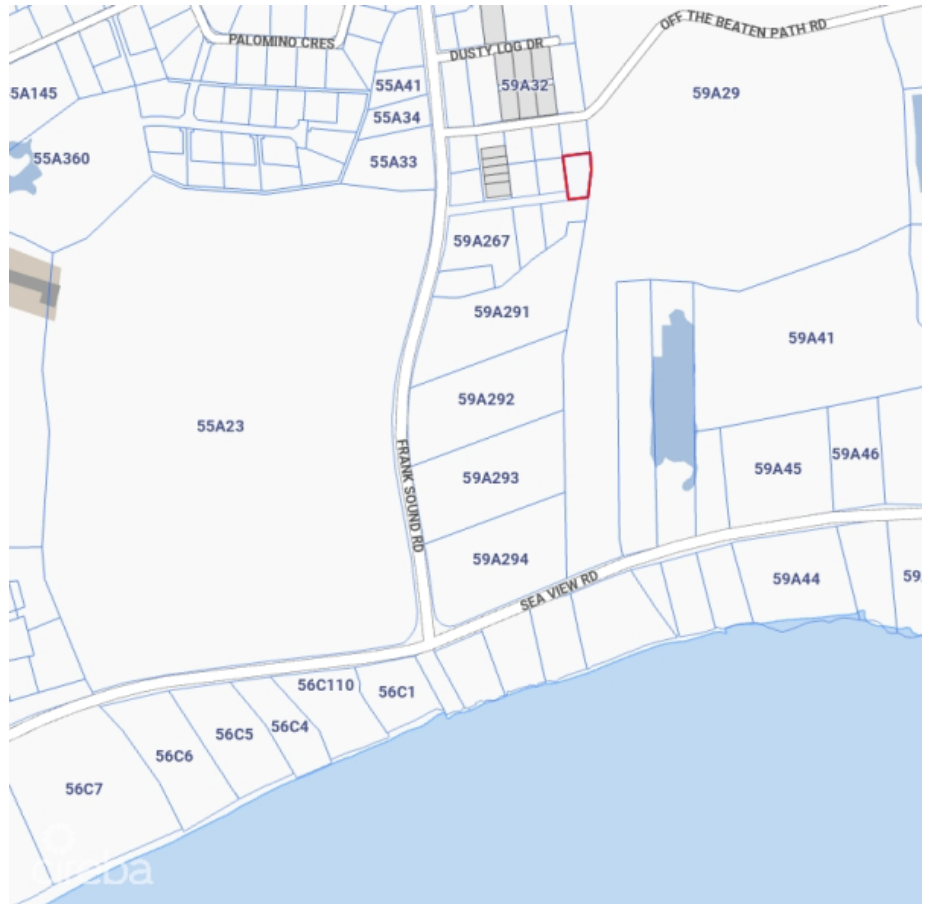 OFF THE BEATEN PATH RD
PALOMINO CRES
DUSTY LOG DR
55A41
59A32
5A145
59A29
55A34
55A360
55A33
59A267
59A291
59A41
59A292
55A23
FRANK SOUND RD
59A46
59A45
59A293
59A294
SEA VIEW RD
59A44
59
56C110
56C1
56C4
56C5
56C6
56C7
cireba